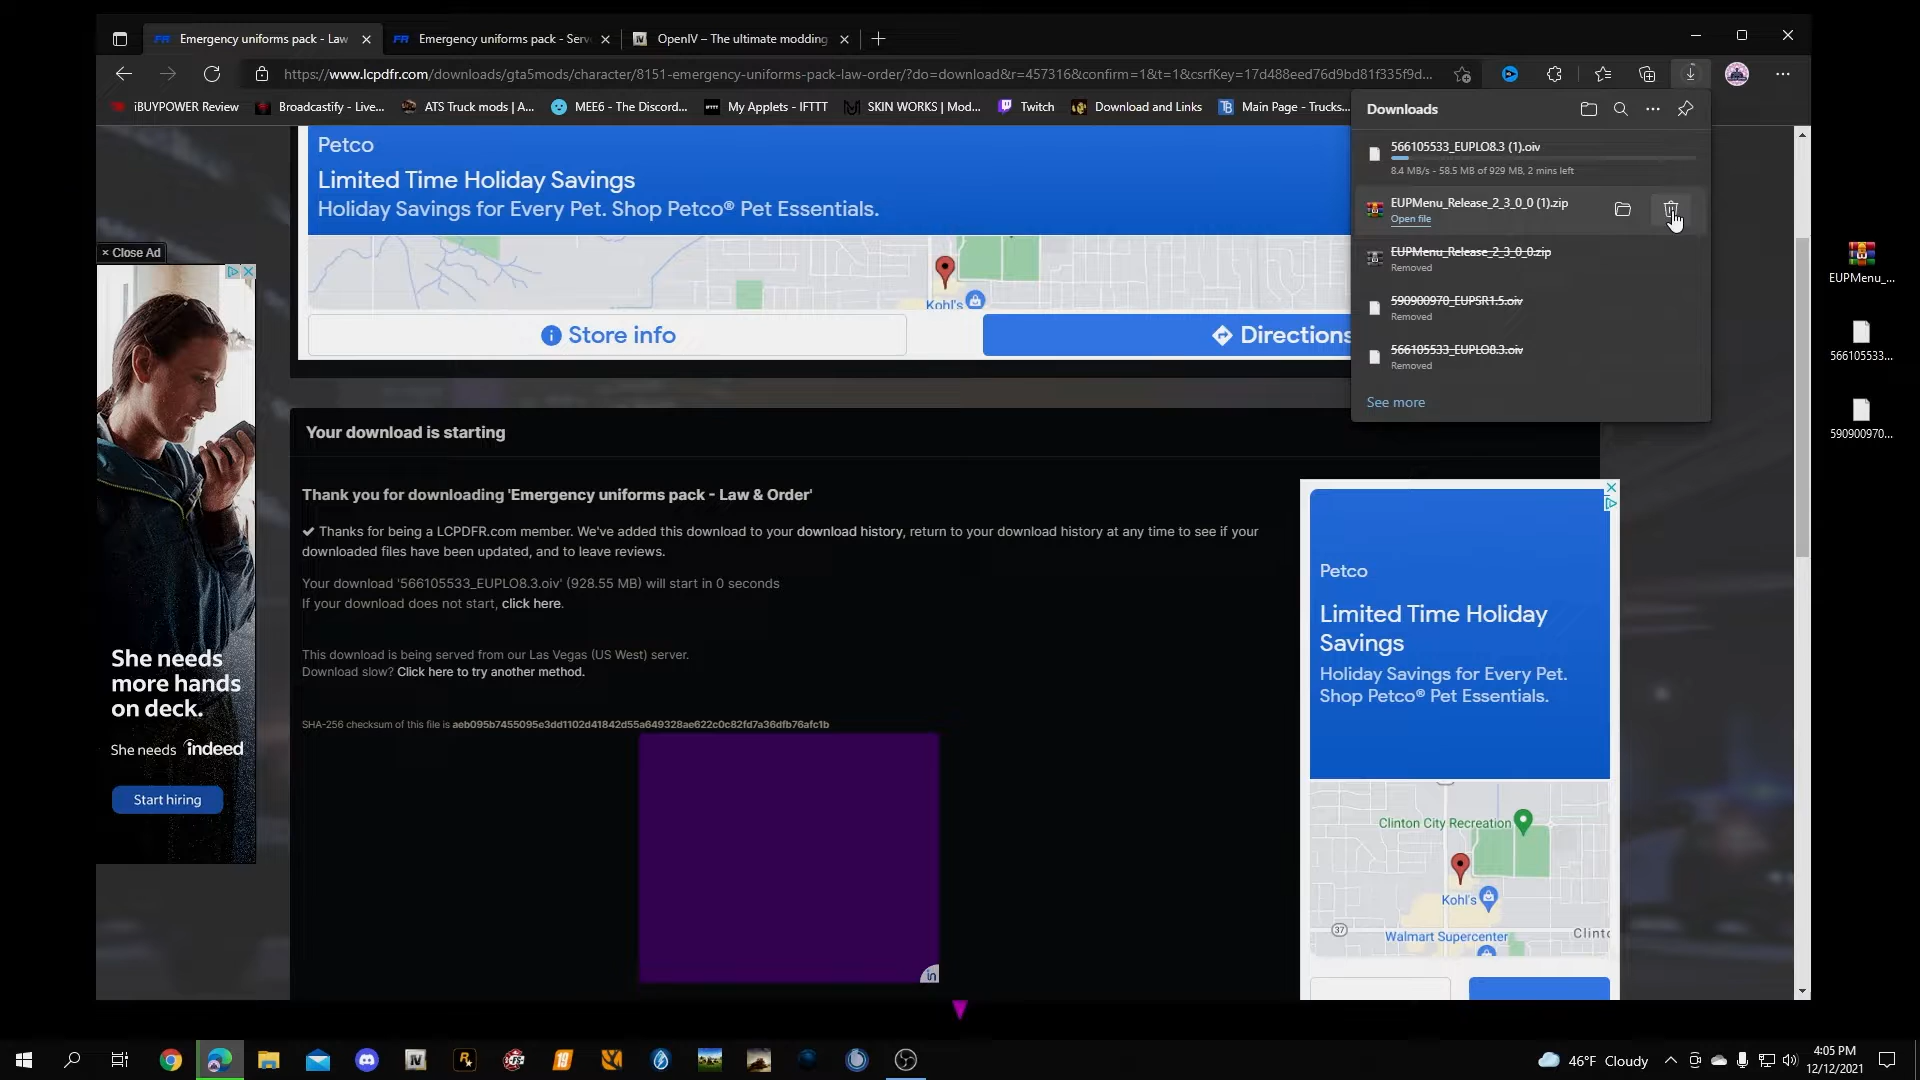 Emergency uniforms pack - Law
Emergency uniforms pack - Serv
OpenIV – The ultimate modding
https://www.lcpdfr.com/downloads/gta5mods/character/8151-emergency-uniforms-pack-law-order/?do=download&r=457316&confirm=1&t=1&csrfKey=17d488eed76d9bd81f335f9d...
iBUYPOWER Review
Broadcastify - Live...
ATS Truck mods | A...
MEE6 - The Discord...
My Applets - IFTTT
SKIN WORKS | Mod...
Twitch
Download and Links
Main Page - Trucks...
Downloads
566105533_EUPLO8.3 (1).oiv
8.4 MB/s - 58.5 MB of 929 MB, 2 mins left
EUPMenu_Release_2_3_0_0 (1).zip
Open file
EUPMenu_Release_2_3_0_0.zip
Removed
590900970_EUPSR1.5.oiv
Removed
566105533_EUPLO8.3.oiv
Removed
See more
EUPMenu_...
566105533...
590900970...
Petco
Limited Time Holiday Savings
Holiday Savings for Every Pet. Shop Petco® Pet Essentials.
Kohl's
Store info
Directions
× Close Ad
She needs
more hands
on deck.
She needs indeed
Start hiring
Your download is starting
Thank you for downloading 'Emergency uniforms pack - Law & Order'
✔ Thanks for being a LCPDFR.com member. We've added this download to your download history, return to your download history at any time to see if your
downloaded files have been updated, and to leave reviews.
Your download '566105533_EUPLO8.3.oiv' (928.55 MB) will start in 0 seconds
If your download does not start, click here.
This download is being served from our Las Vegas (US West) server.
Download slow? Click here to try another method.
SHA-256 checksum of this file is aeb095b7455095e3dd1102d41842d55a649328ae622c0c82fd7a36dfb76afc1b
in
Petco
Limited Time Holiday
Savings
Holiday Savings for Every Pet.
Shop Petco® Pet Essentials.
Clinton City Recreation
Kohl's
37
Walmart Supercenter
Clinto
46°F Cloudy
4:05 PM
12/12/2021